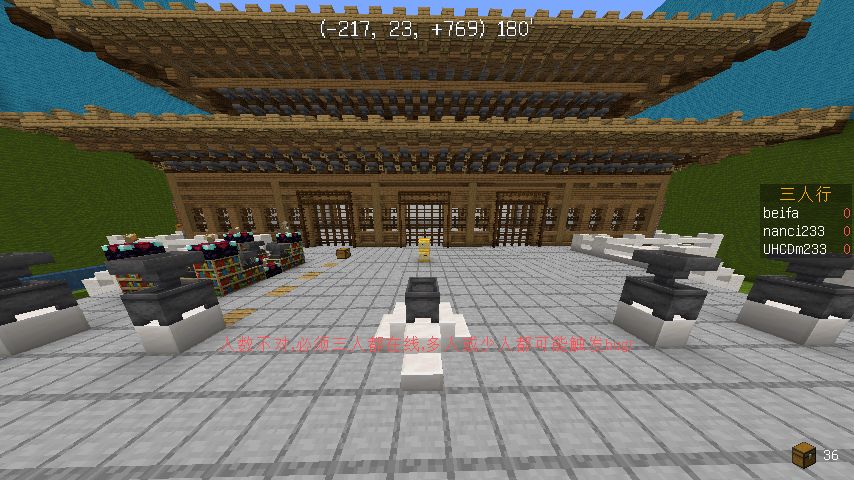 (-217, 23, +769) 180'
三人行
beifa 0
nanci233 0
UHCDm233 0
人数不对,必须三人都在线,多人或少人都可能触发bug!
36